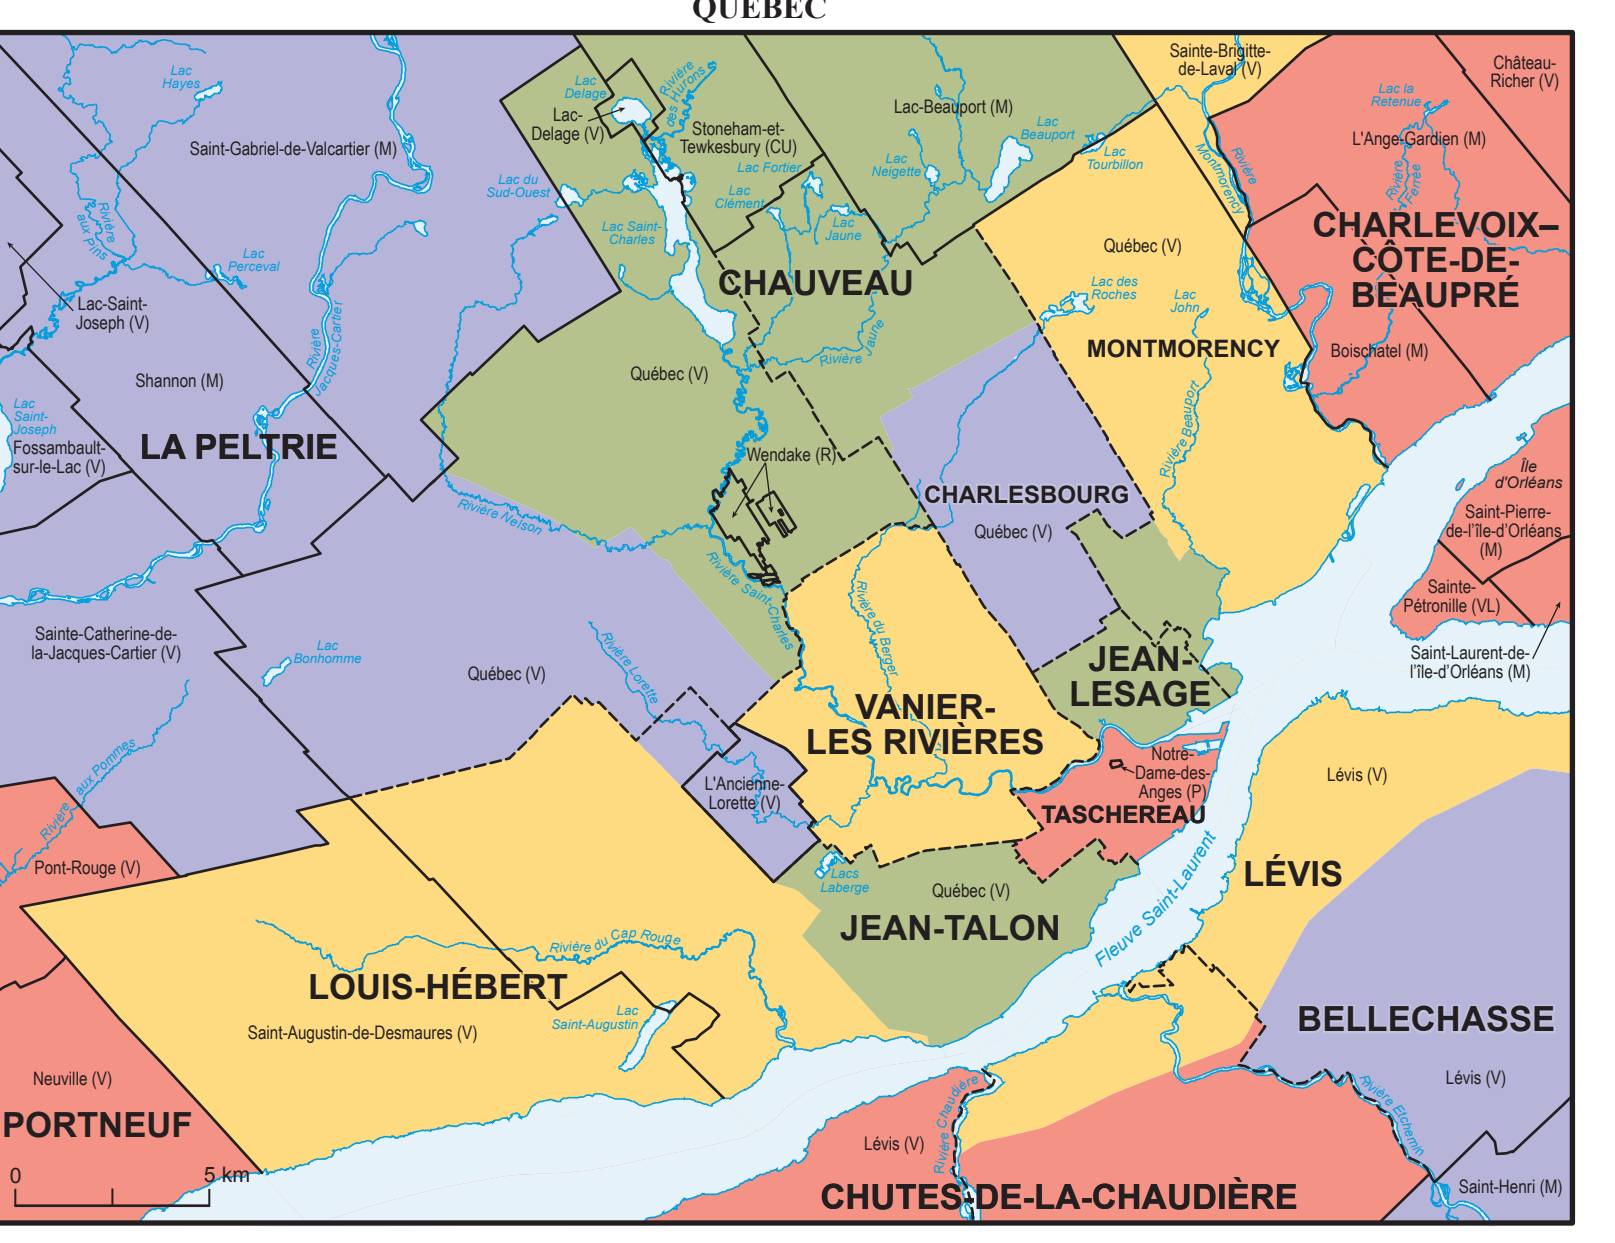 QUÉBEC
Sainte-Brigitte-
de-Laval (V)
Château-
Richer (V)
Lac
Hayes
Lac
Delage
Rivière
des Hurons
Lac-
Delage (V)
Stoneham-et-
Tewkesbury (CU)
Lac-Beauport (M)
Lac
Beauport
Lac la
Retenue
L'Ange-Gardien (M)
Saint-Gabriel-de-Valcartier (M)
Lac Fortier
Lac
Neigette
Lac
Tourbillon
Rivière
Montmorency
Rivière
Ferrée
Lac du
Sud-Ouest
Lac
Clément
Rivière
aux Pins
Lac Saint-
Charles
Lac
Jaune
CHARLEVOIX–
CÔTE-DE-
BEAUPRÉ
Québec (V)
Lac
Perceval
CHAUVEAU
Lac des
Roches
Lac
John
Lac-Saint-
Joseph (V)
Rivière
Jacques-Cartier
Rivière Jaune
MONTMORENCY
Boischatel (M)
Shannon (M)
Québec (V)
Lac
Saint-
Joseph
Rivière Beauport
Fossambault-
sur-le-Lac (V)
LA PELTRIE
Wendake (R)
Île
d'Orléans
CHARLESBOURG
Rivière Nelson
Québec (V)
Saint-Pierre-
de-l'île-d'Orléans
(M)
Rivière Saint-Charles
Rivière du Berger
Sainte-
Pétronille (VL)
Sainte-Catherine-de-
la-Jacques-Cartier (V)
Lac
Bonhomme
Rivière Lorette
Québec (V)
JEAN-
LESAGE
Saint-Laurent-de-
l'île-d'Orléans (M)
VANIER-
LES RIVIÈRES
Rivière aux Pommes
L'Ancienne-
Lorette (V)
Notre-
Dame-des-
Anges (P)
TASCHEREAU
Lévis (V)
Pont-Rouge (V)
Lacs
Laberge
Québec (V)
LÉVIS
JEAN-TALON
Fleuve Saint-Laurent
Rivière du Cap Rouge
LOUIS-HÉBERT
Lac
Saint-Augustin
Saint-Augustin-de-Desmaures (V)
BELLECHASSE
Neuville (V)
Lévis (V)
PORTNEUF
Rivière Chaudière
Lévis (V)
Rivière Etchemin
0 5 km
CHUTES-DE-LA-CHAUDIÈRE
Saint-Henri (M)